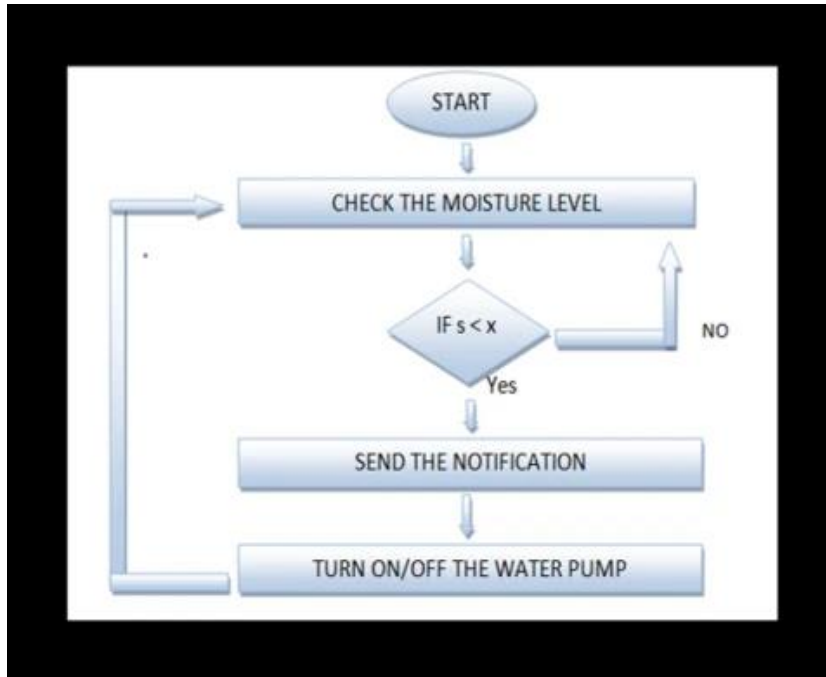 START
CHECK THE MOISTURE LEVEL
IF s < x
NO
Yes
SEND THE NOTIFICATION
TURN ON/OFF THE WATER PUMP